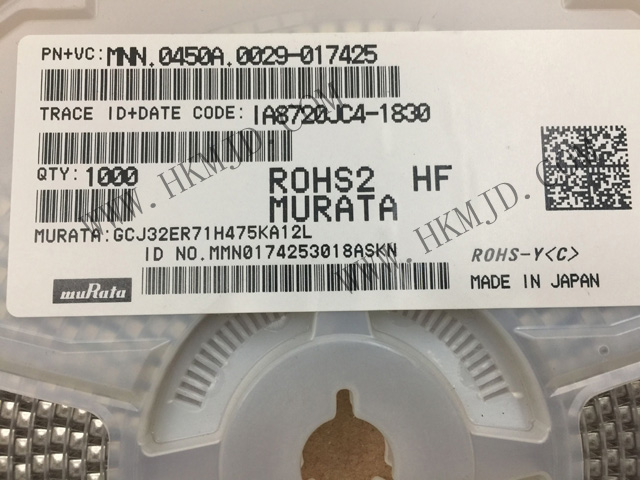 PN+VC: MNN.0450A.0029-017425
TRACE ID+DATE CODE: IA8720JC4-1830
QTY: 1000
ROHS2 HF
MURATA
MURATA:GCJ32ER71H475KA12L
ID NO.MMN0174253018ASKN
ROHS-Y<C>
muRata
MADE IN JAPAN
WWW.HKMJD.COM
WWW.HKMJD.COM